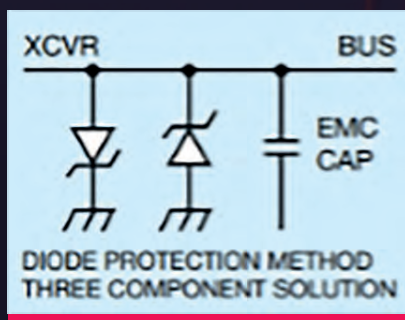 XCVR BUS
EMC
CAP
DIODE PROTECTION METHOD
THREE COMPONENT SOLUTION